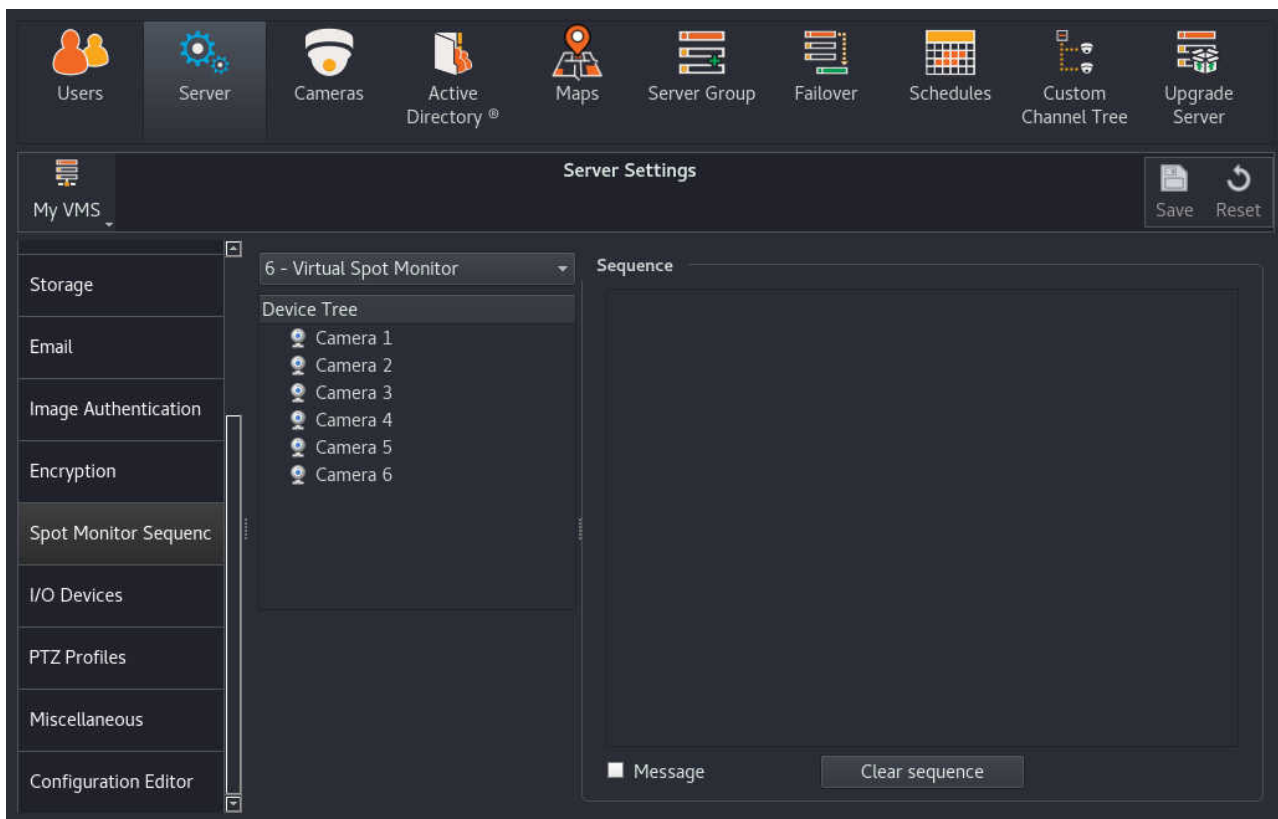 Users
Server
Cameras
Active
Directory ®
Maps
Server Group
Failover
Schedules
Custom
Channel Tree
Upgrade
Server
My VMS
Server Settings
Save
Reset
Storage
Email
Image Authentication
Encryption
Spot Monitor Sequenc
I/O Devices
PTZ Profiles
Miscellaneous
Configuration Editor
6 - Virtual Spot Monitor
Device Tree
Camera 1
Camera 2
Camera 3
Camera 4
Camera 5
Camera 6
Sequence
Message
Clear sequence